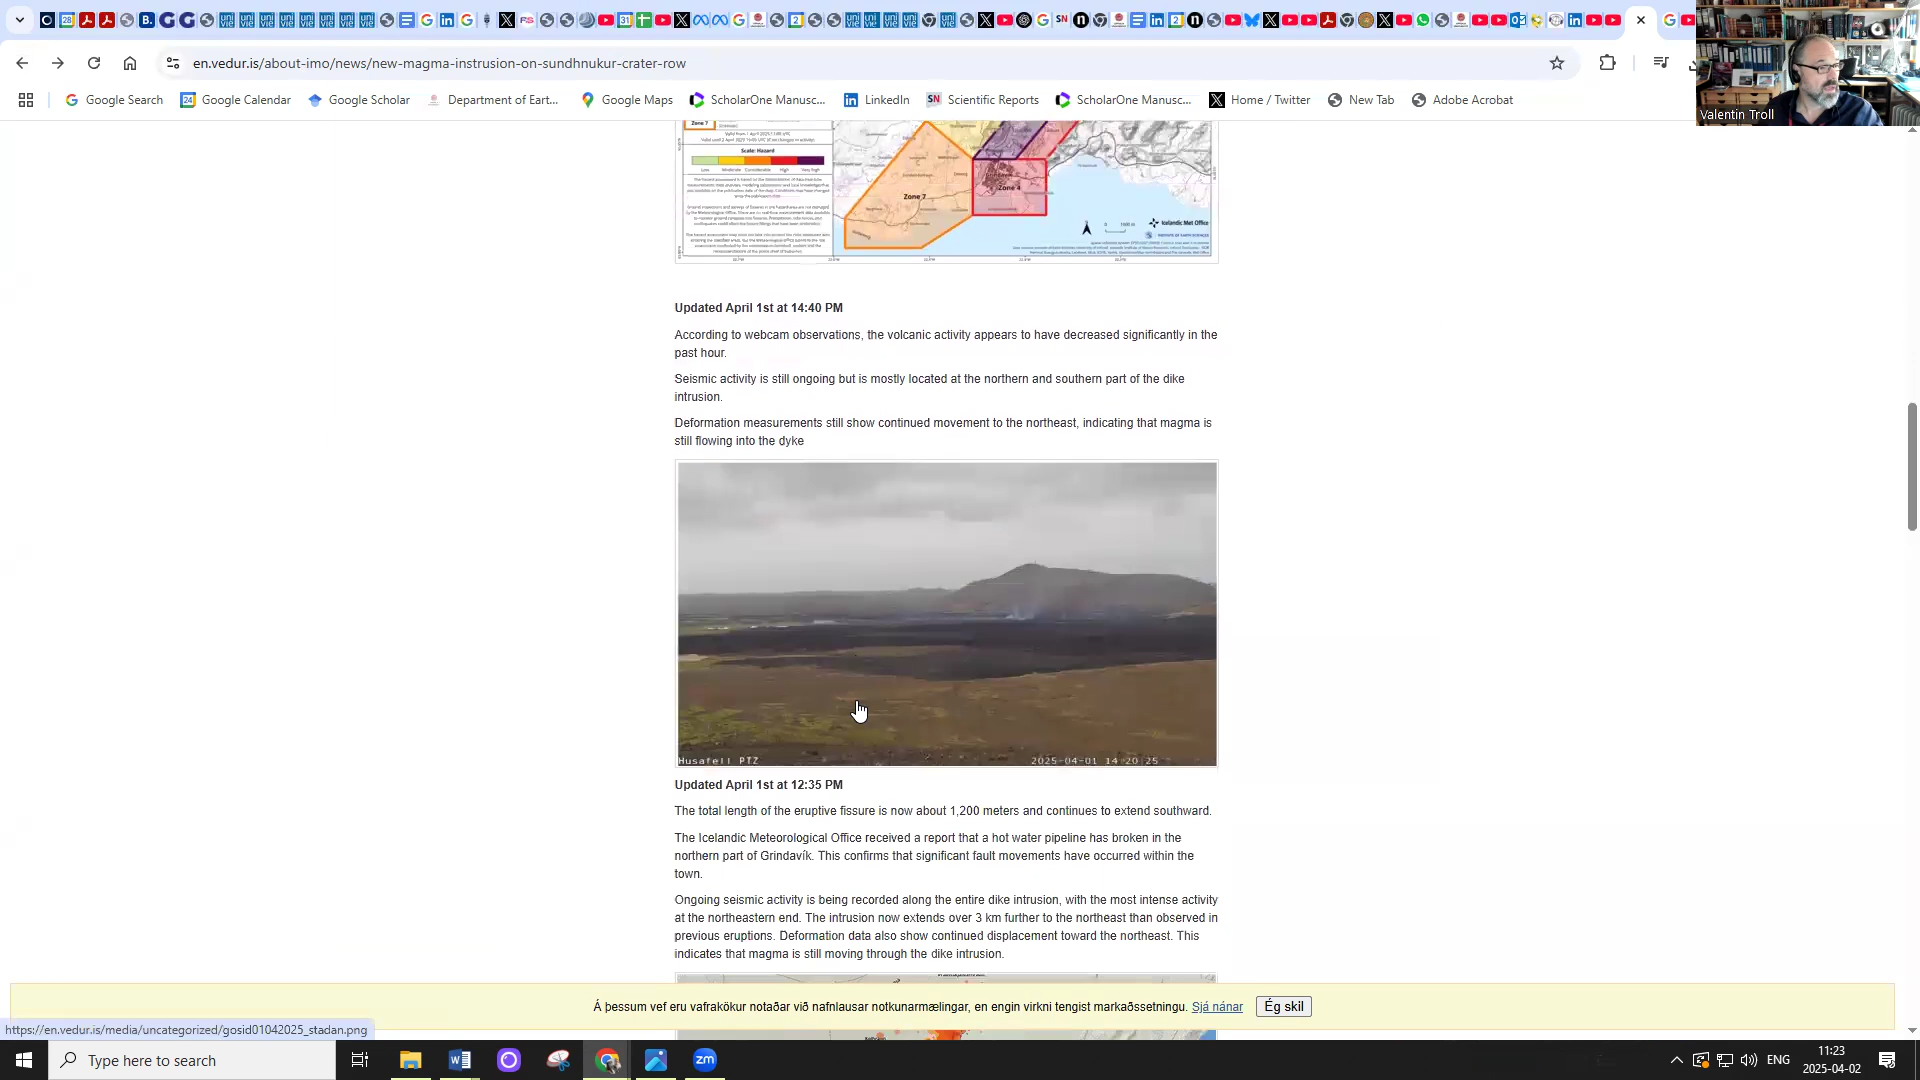 en.vedur.is/about-imo/news/new-magma-instrusion-on-sundhnukur-crater-row
Google Search
Google Calendar
Google Scholar
Department of Eart...
Google Maps
ScholarOne Manusc...
LinkedIn
Scientific Reports
ScholarOne Manusc...
Home / Twitter
New Tab
Adobe Acrobat
Valentin Troll
Zone 7
Scale: Hazard
Low Moderate Considerable High Very high
Zone 7
Zone 4
Icelandic Met Office
Updated April 1st at 14:40 PM
According to webcam observations, the volcanic activity appears to have decreased significantly in the
past hour.
Seismic activity is still ongoing but is mostly located at the northern and southern part of the dike
intrusion.
Deformation measurements still show continued movement to the northeast, indicating that magma is
still flowing into the dyke
Husafell PTZ
2025-04-01 14:20:25
Updated April 1st at 12:35 PM
The total length of the eruptive fissure is now about 1,200 meters and continues to extend southward.
The Icelandic Meteorological Office received a report that a hot water pipeline has broken in the
northern part of Grindavík. This confirms that significant fault movements have occurred within the
town.
Ongoing seismic activity is being recorded along the entire dike intrusion, with the most intense activity
at the northeastern end. The intrusion now extends over 3 km further to the northeast than observed in
previous eruptions. Deformation data also show continued displacement toward the northeast. This
indicates that magma is still moving through the dike intrusion.
Á þessum vef eru vafrakökur notaðar við nafnlausar notkunarmælingar, en engin virkni tengist markaðssetningu. Sjá nánar
Ég skil
https://en.vedur.is/media/uncategorized/gosid01042025_stadan.png
Type here to search
ENG
11:23
2025-04-02